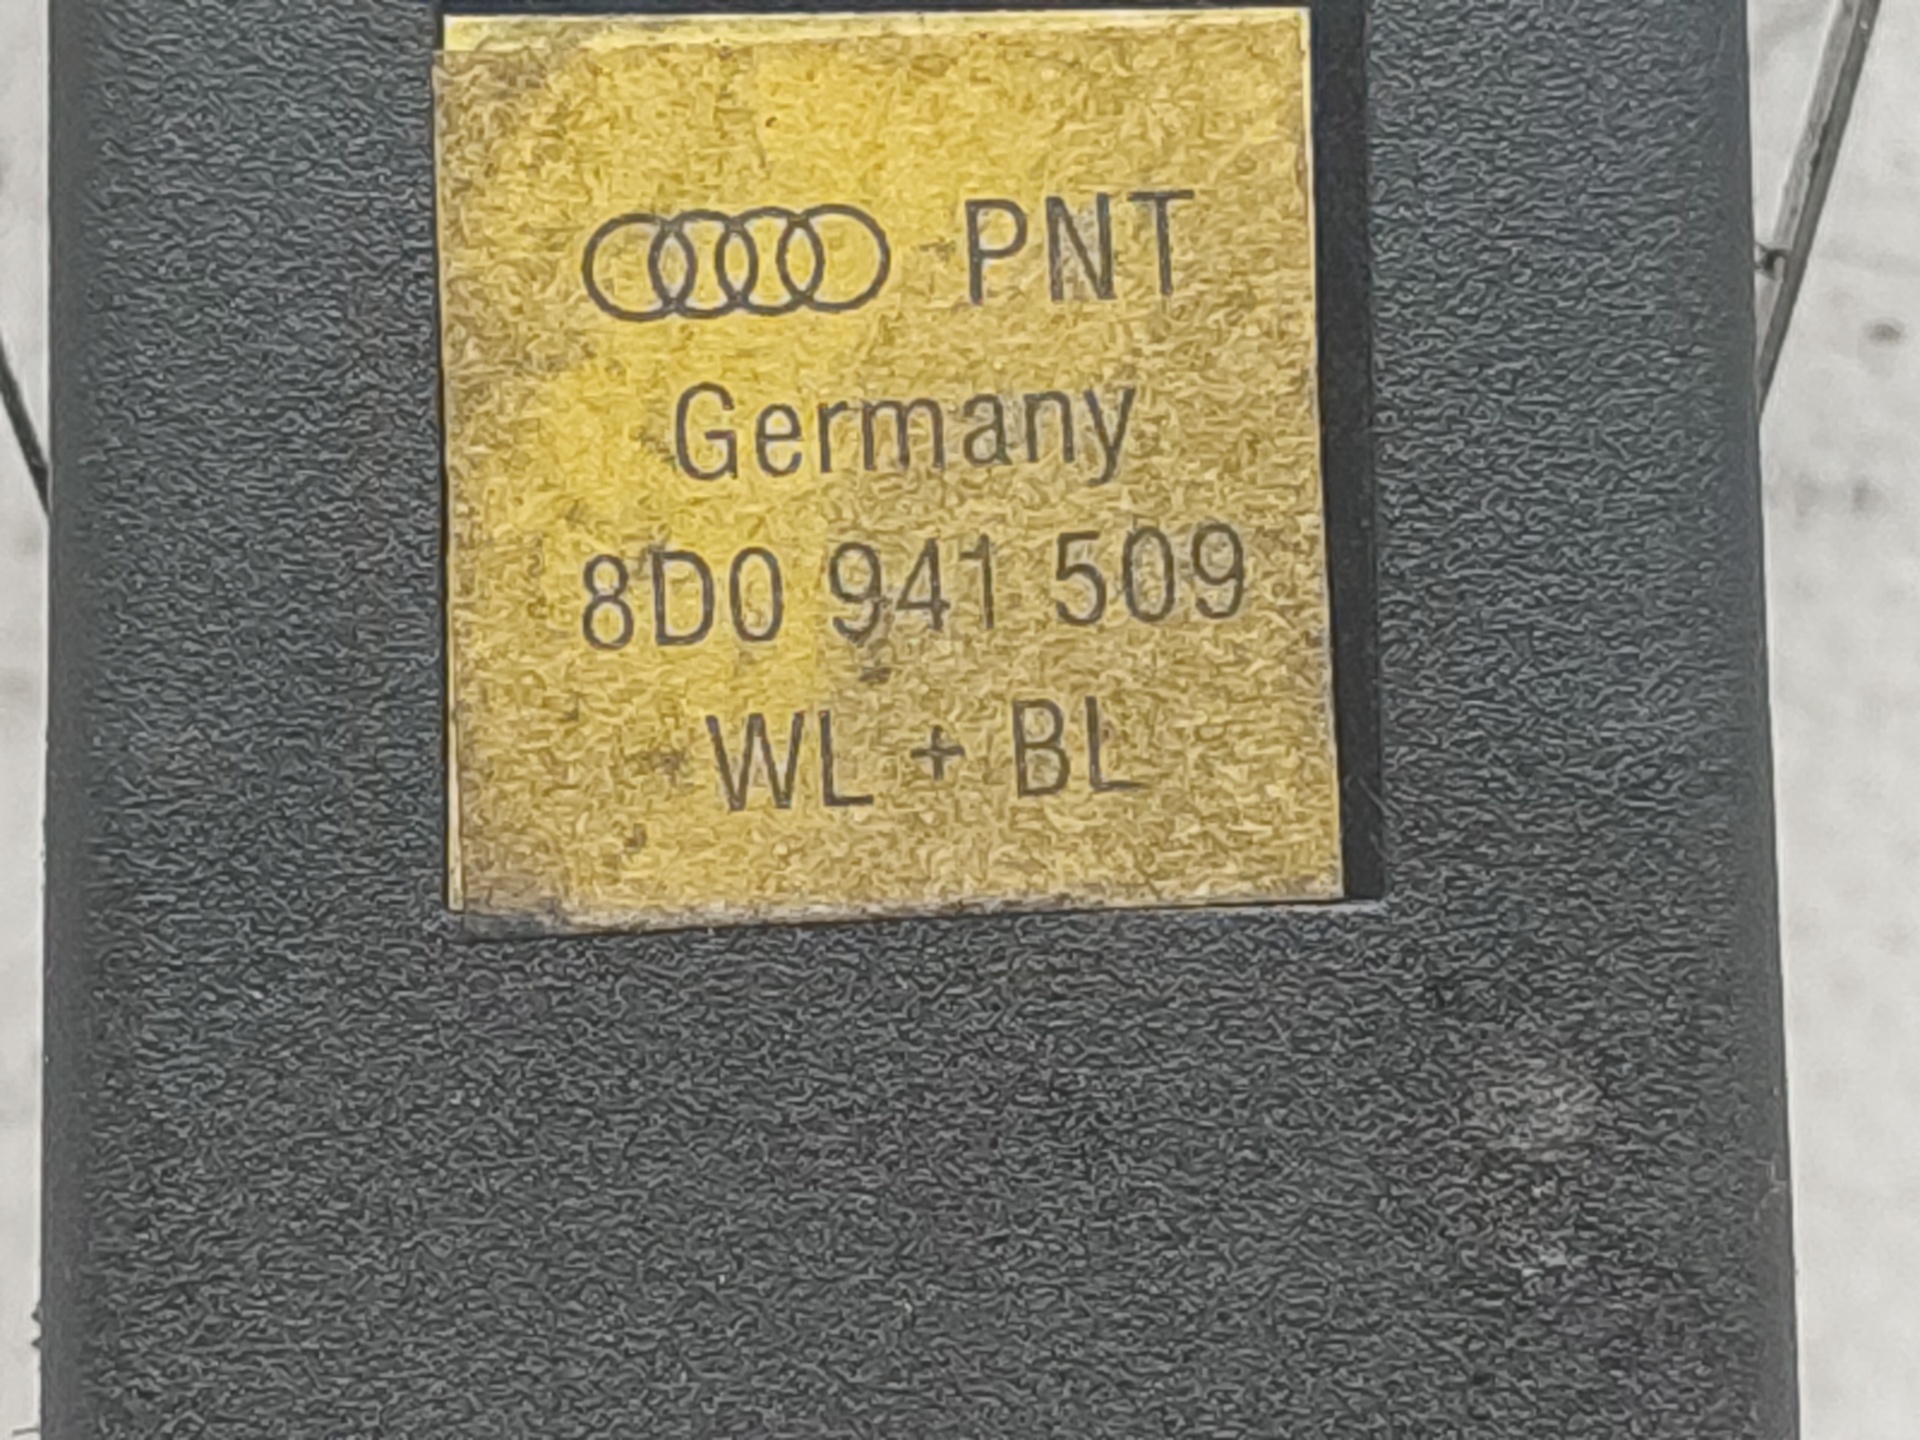 PNT
Germany
8D0 941 509
WL + BL